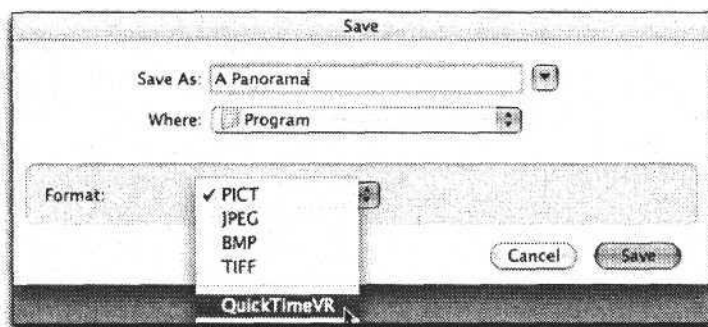 Save
Save As: A Panorama
Where: Program
Format:
✓ PICT
JPEG
BMP
TIFF
Cancel Save
QuickTimeVR